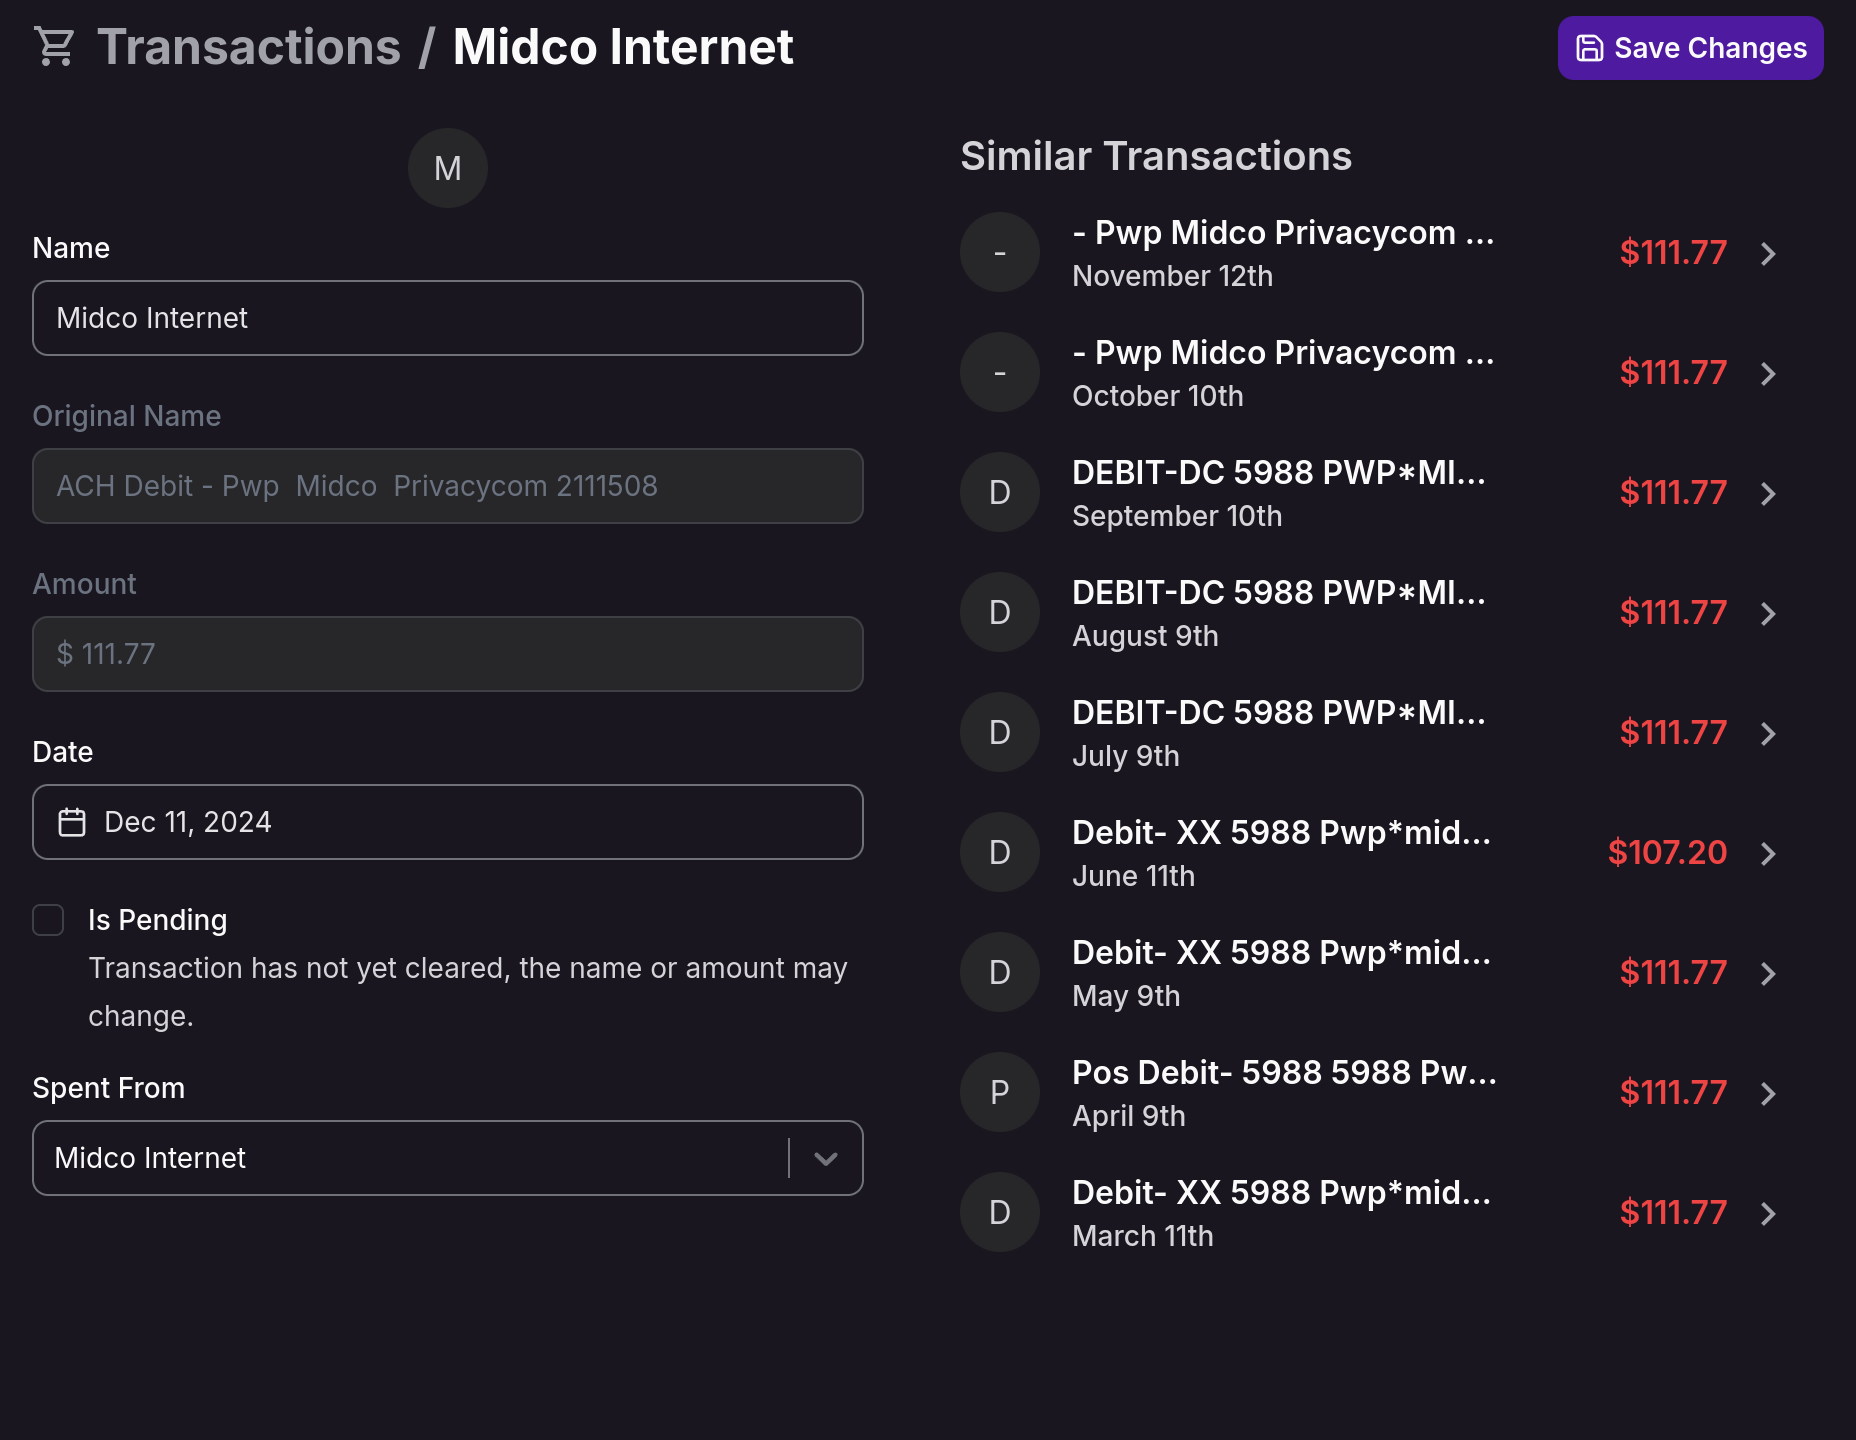 Transactions / Midco Internet
Save Changes
M
Name
Midco Internet
Original Name
ACH Debit - Pwp  Midco  Privacycom 2111508
Amount
$ 111.77
Date
Dec 11, 2024
Is Pending
Transaction has not yet cleared, the name or amount may
change.
Spent From
Midco Internet
Similar Transactions
-
- Pwp Midco Privacycom ...
November 12th
$111.77
-
- Pwp Midco Privacycom ...
October 10th
$111.77
D
DEBIT-DC 5988 PWP*MI...
September 10th
$111.77
D
DEBIT-DC 5988 PWP*MI...
August 9th
$111.77
D
DEBIT-DC 5988 PWP*MI...
July 9th
$111.77
D
Debit- XX 5988 Pwp*mid...
June 11th
$107.20
D
Debit- XX 5988 Pwp*mid...
May 9th
$111.77
P
Pos Debit- 5988 5988 Pw...
April 9th
$111.77
D
Debit- XX 5988 Pwp*mid...
March 11th
$111.77